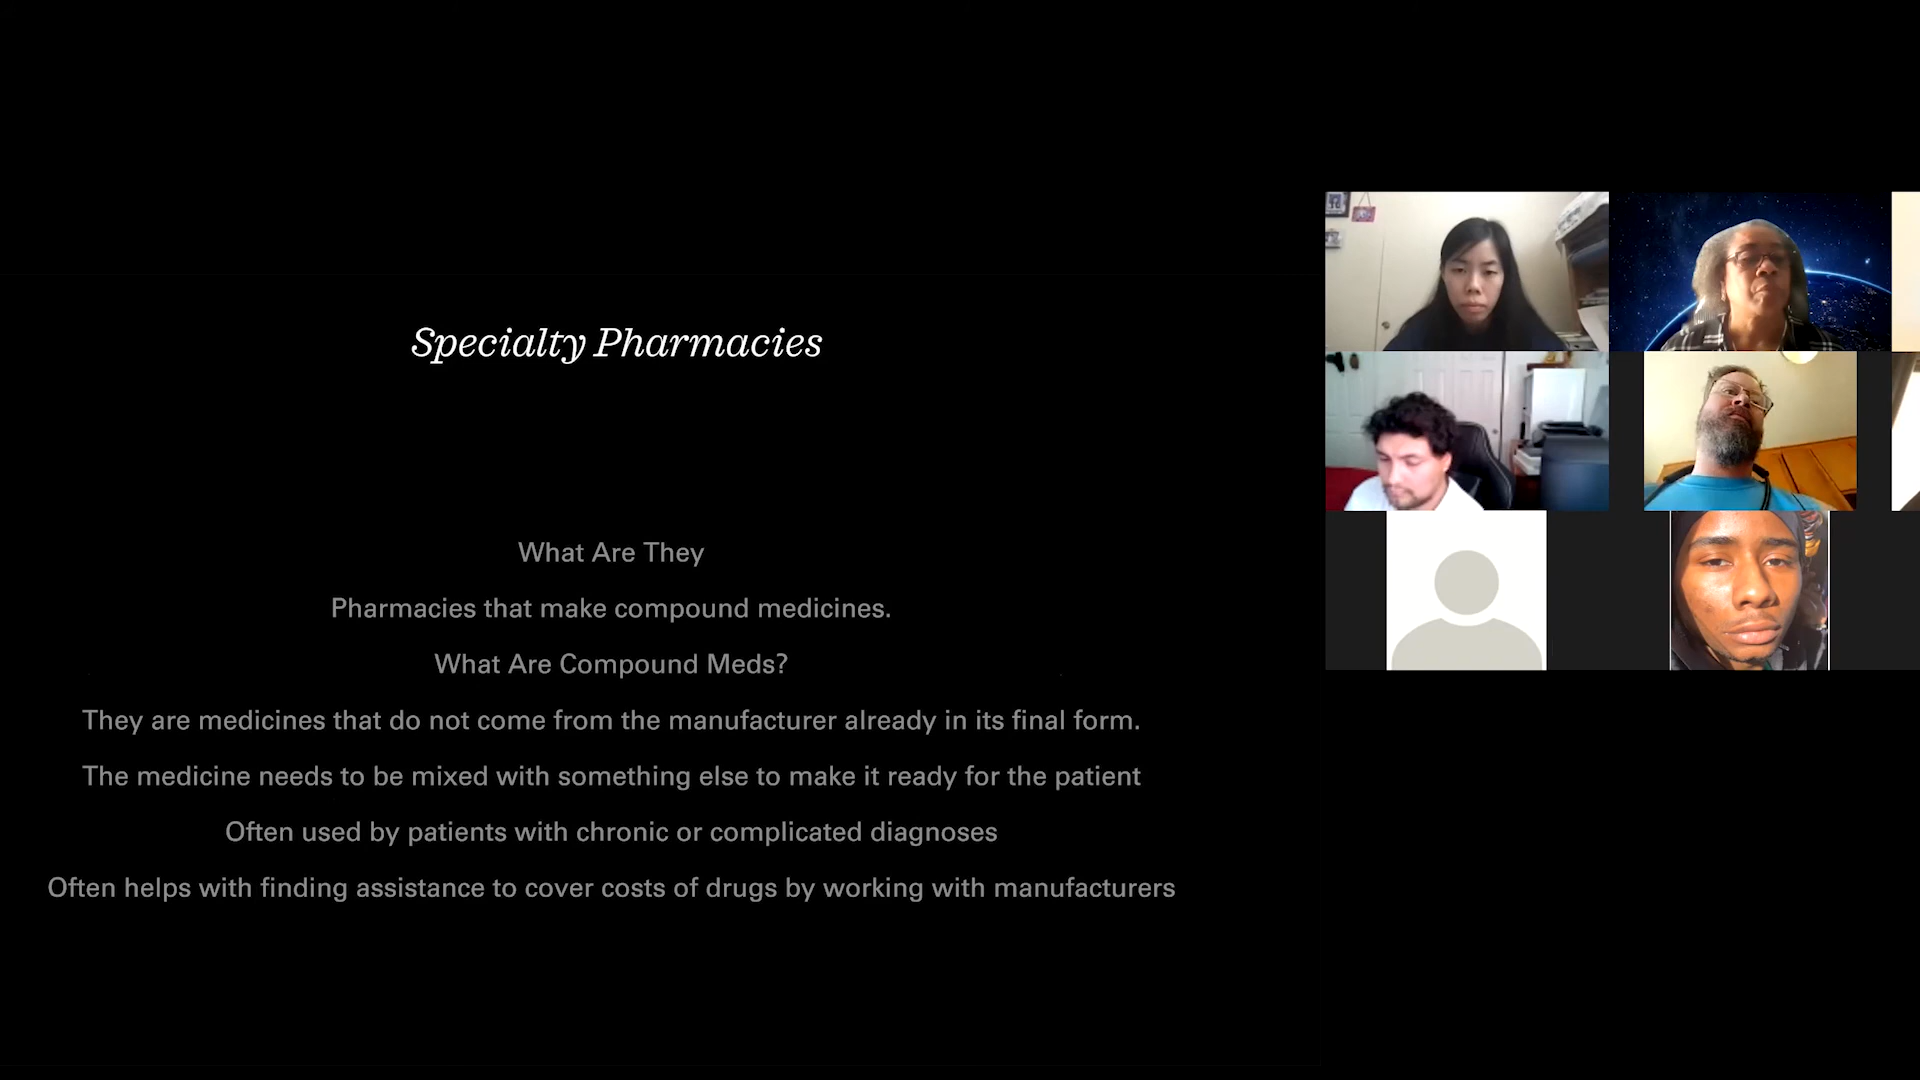 Specialty Pharmacies
What Are They
Pharmacies that make compound medicines.
What Are Compound Meds?
They are medicines that do not come from the manufacturer already in its final form.
The medicine needs to be mixed with something else to make it ready for the patient
Often used by patients with chronic or complicated diagnoses
Often helps with finding assistance to cover costs of drugs by working with manufacturers